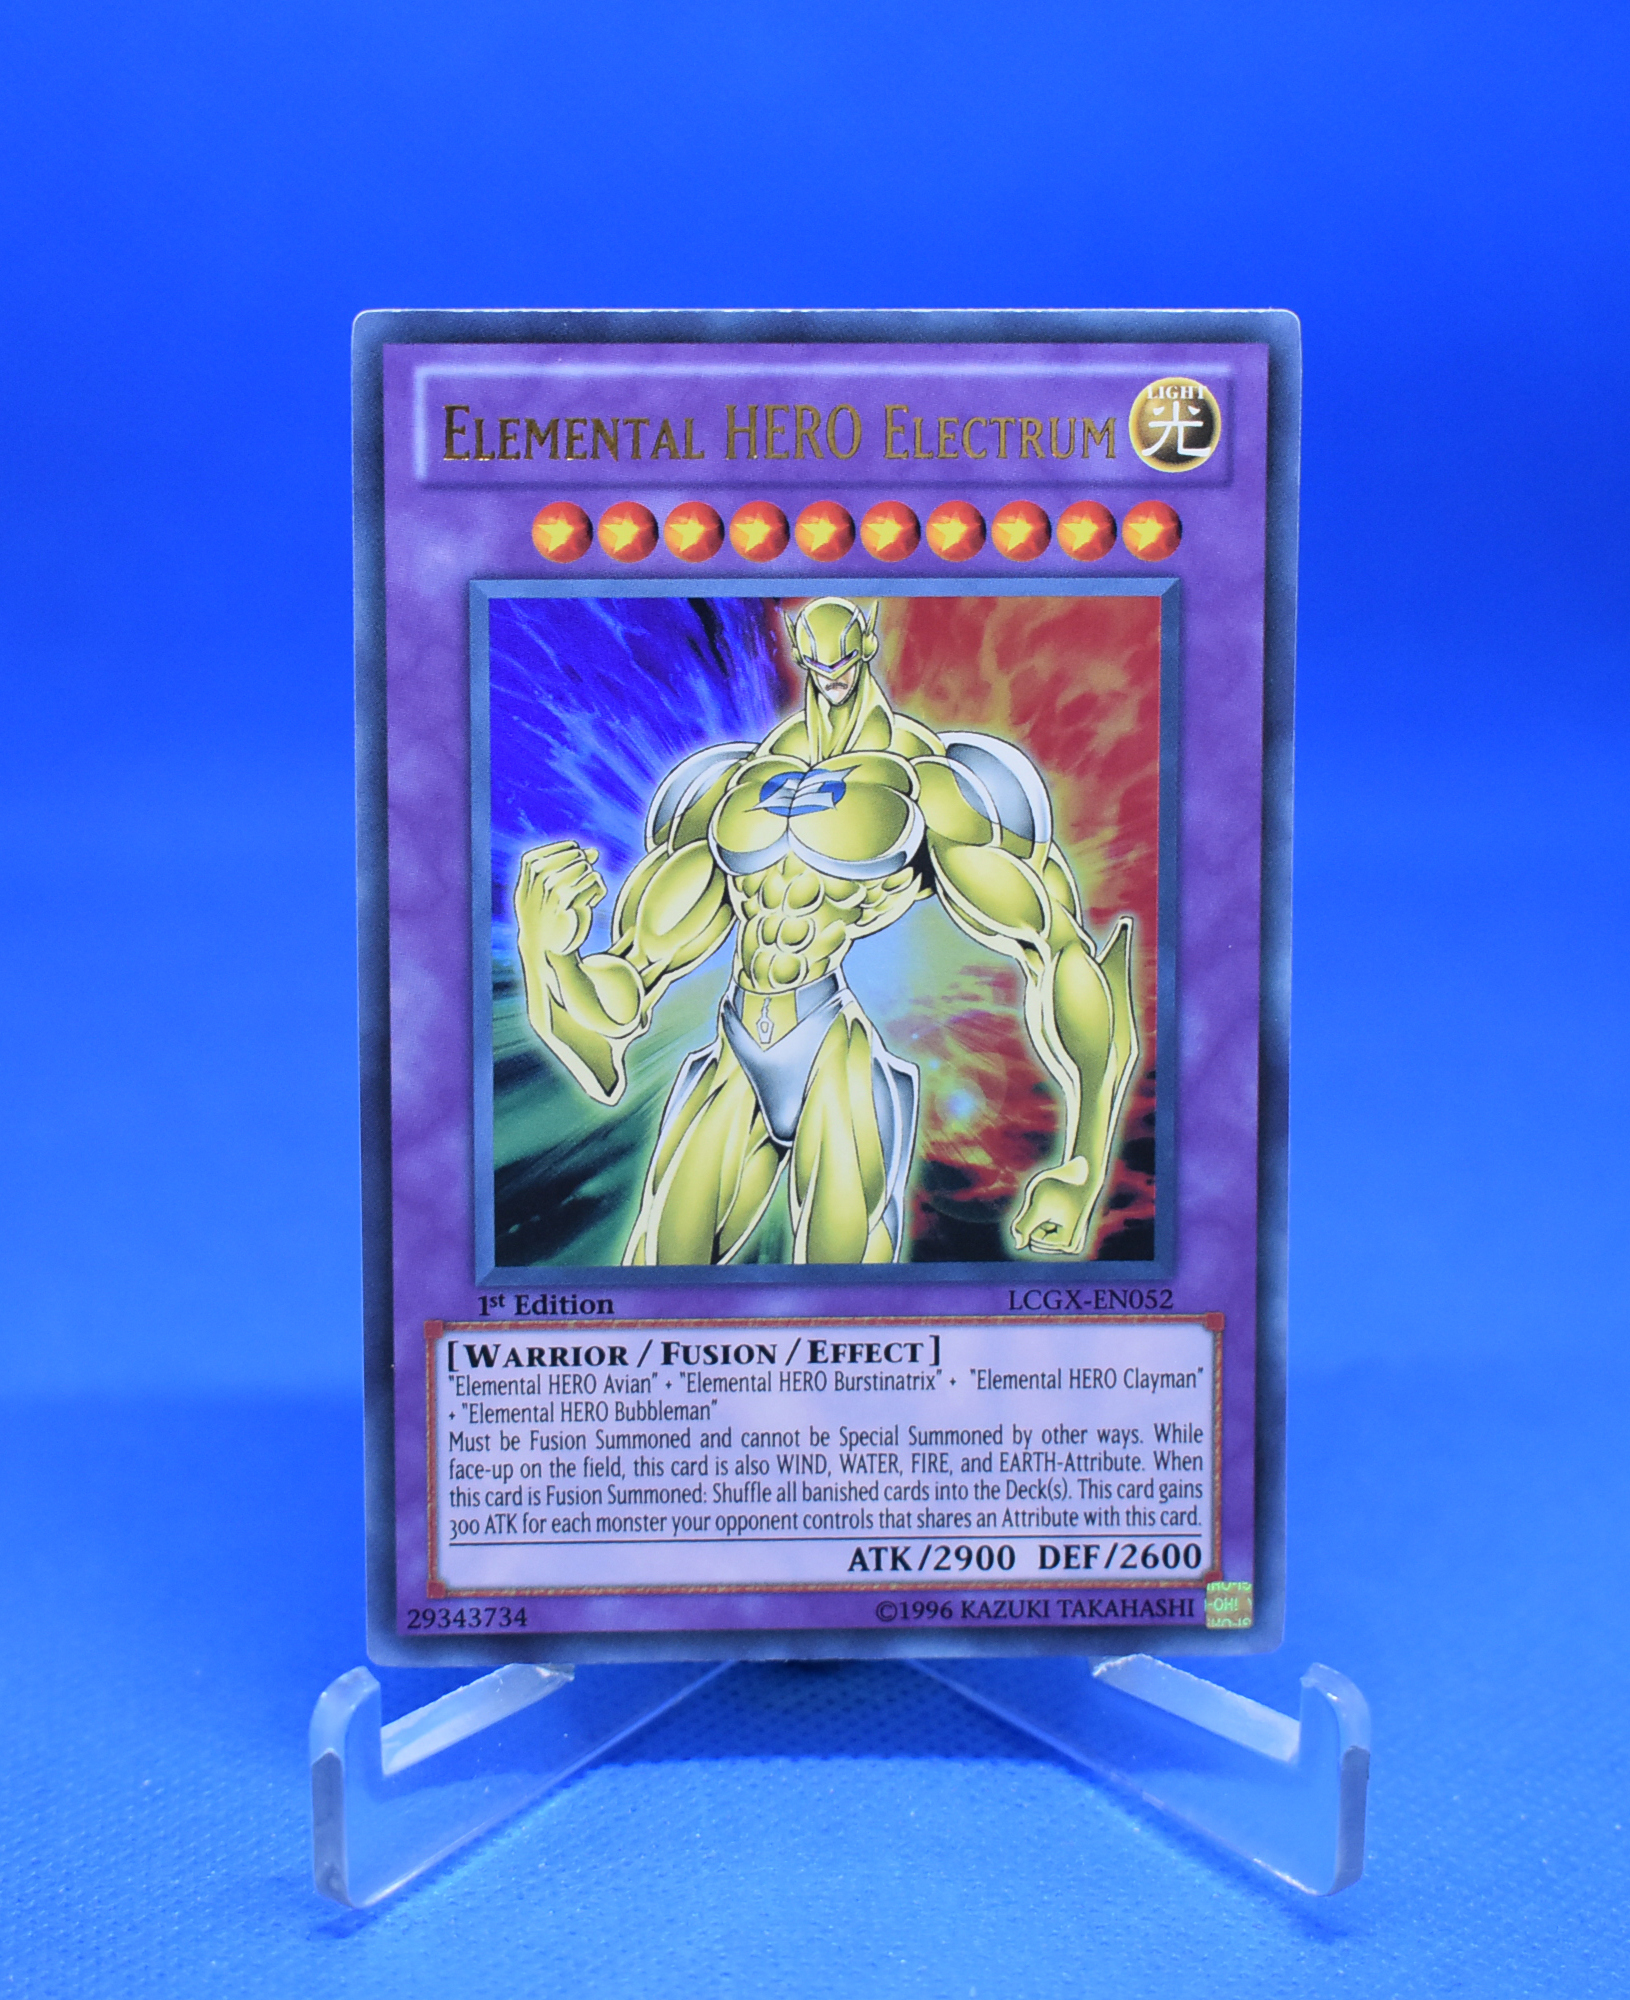 ELEMENTAL HERO ELECTRUM
LIGHT
光
1st Edition
LCGX-EN052
[WARRIOR / FUSION / EFFECT]
"Elemental HERO Avian" + "Elemental HERO Burstinatrix" + "Elemental HERO Clayman"
+ "Elemental HERO Bubbleman"
Must be Fusion Summoned and cannot be Special Summoned by other ways. While
face-up on the field, this card is also WIND, WATER, FIRE, and EARTH-Attribute. When
this card is Fusion Summoned: Shuffle all banished cards into the Deck(s). This card gains
300 ATK for each monster your opponent controls that shares an Attribute with this card.
ATK/2900 DEF/2600
29343734
©1996 KAZUKI TAKAHASHI